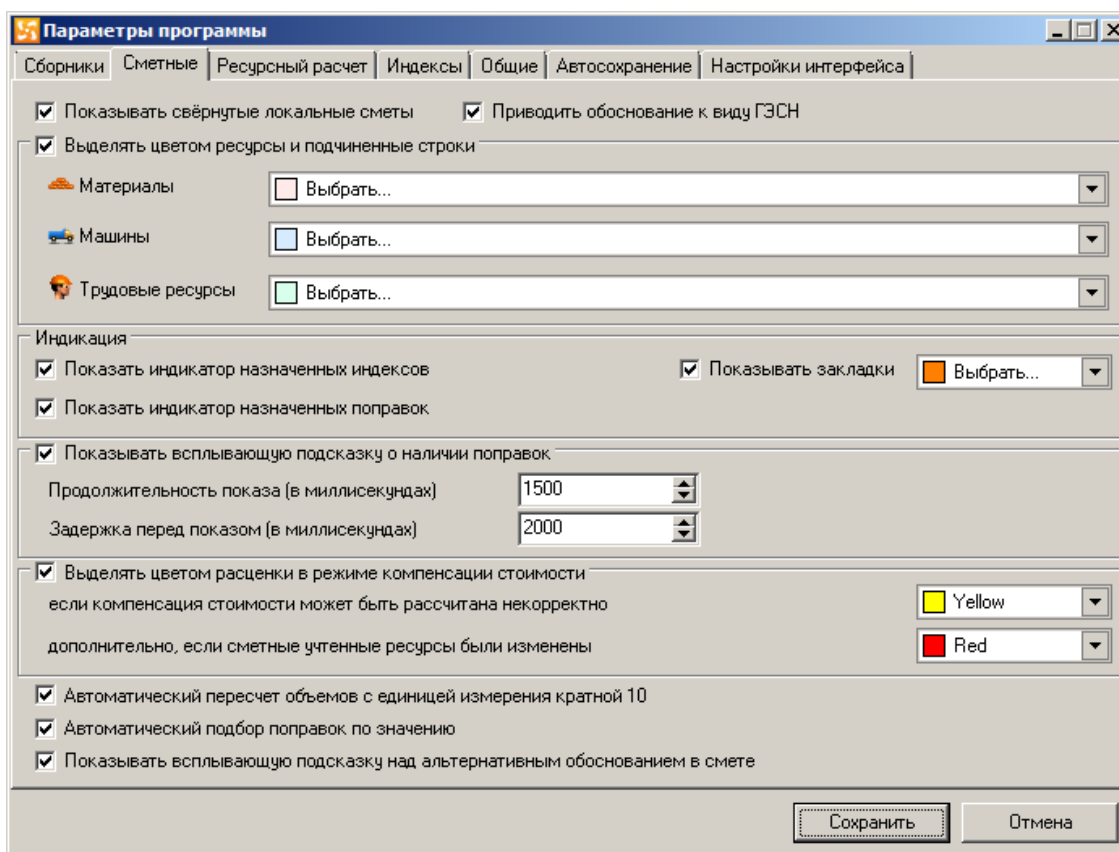 Параметры программы
Сборники Сметные Ресурсный расчет Индексы Общие Автосохранение Настройки интерфейса
Показывать свёрнутые локальные сметы Приводить обоснование к виду ГЭСН
Выделять цветом ресурсы и подчиненные строки
Материалы Выбрать...
Машины Выбрать...
Трудовые ресурсы Выбрать...
Индикация
Показать индикатор назначенных индексов Показывать закладки Выбрать...
Показать индикатор назначенных поправок
Показывать всплывающую подсказку о наличии поправок
Продолжительность показа (в миллисекундах) 1500
Задержка перед показом (в миллисекундах) 2000
Выделять цветом расценки в режиме компенсации стоимости
если компенсация стоимости может быть рассчитана некорректно Yellow
дополнительно, если сметные учтенные ресурсы были изменены Red
Автоматический пересчет объемов с единицей измерения кратной 10
Автоматический подбор поправок по значению
Показывать всплывающую подсказку над альтернативным обоснованием в смете
Сохранить Отмена